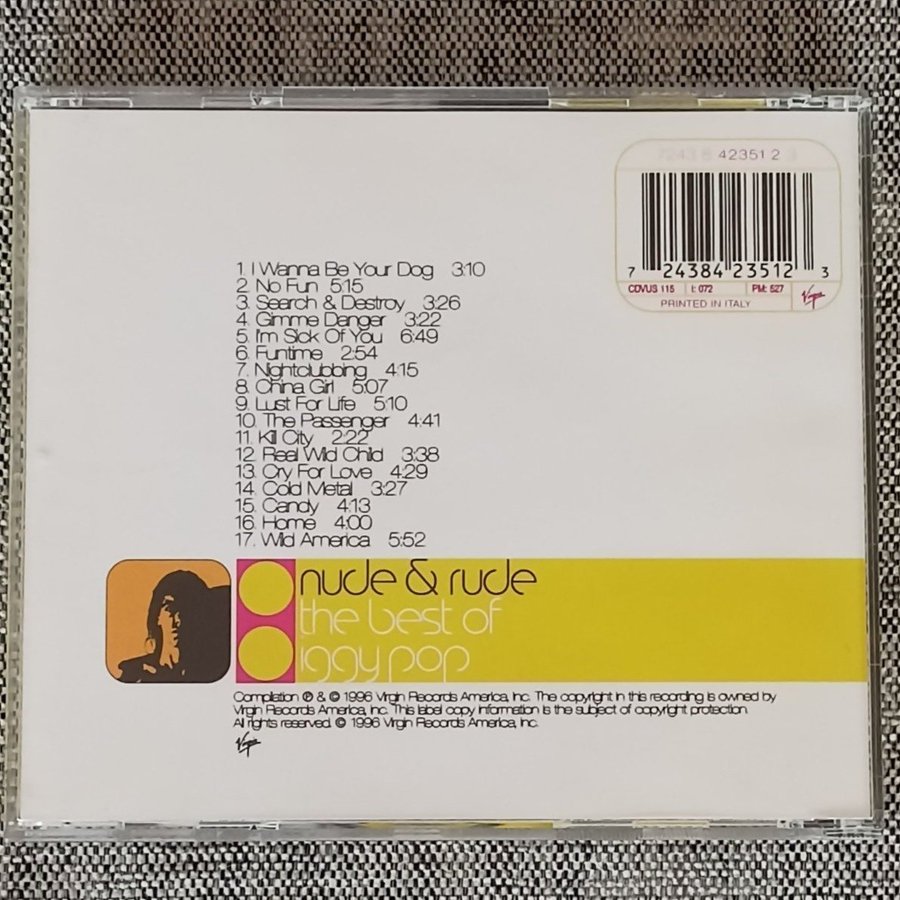 42351 2
7 24384 23512 3
CDVUS 115 I: 072 PM: 527
Virgin
PRINTED IN ITALY
1. I Wanna Be Your Dog 3:10
2. No Fun 5:15
3. Search & Destroy 3:26
4. Gimme Danger 3:22
5. I'm Sick Of You 6:49
6. Funtime 2:54
7. Nightclubbing 4:15
8. China Girl 5:07
9. Lust For Life 5:10
10. The Passenger 4:41
11. Kill City 2:22
12. Real Wild Child 3:38
13. Cry For Love 4:29
14. Cold Metal 3:27
15. Candy 4:13
16. Home 4:00
17. Wild America 5:52
nude & rude
the best of
iggy pop
Compilation ℗ & © 1996 Virgin Records America, Inc. The copyright in this recording is owned by
Virgin Records America, Inc. This label copy information is the subject of copyright protection.
All rights reserved. © 1996 Virgin Records America, Inc.
Virgin